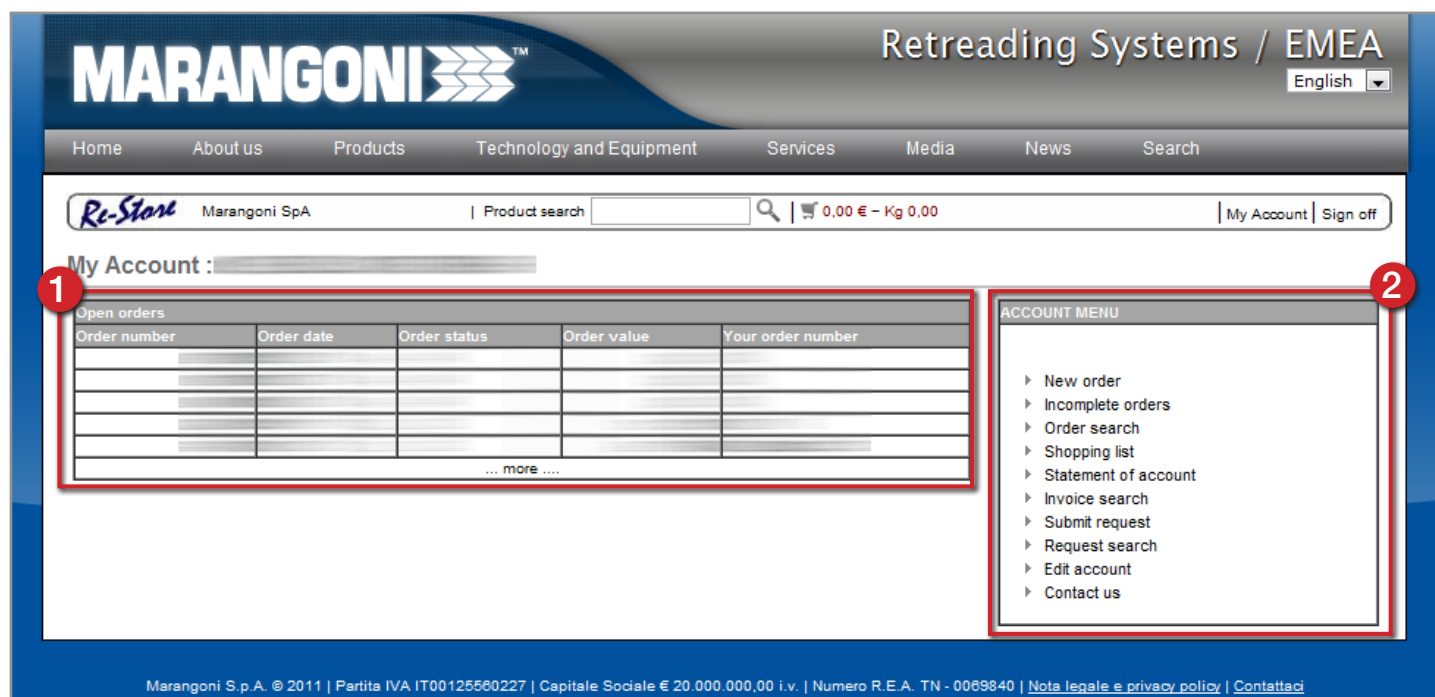 MARANGONI ™
Retreading Systems / EMEA
English
Home About us Products Technology and Equipment Services Media News Search
Re-Store Marangoni SpA | Product search | 0,00 € – Kg 0,00 | My Account | Sign off
My Account :
1
2
Open orders
Order number Order date Order status Order value Your order number
... more ....
ACCOUNT MENU
New order
Incomplete orders
Order search
Shopping list
Statement of account
Invoice search
Submit request
Request search
Edit account
Contact us
Marangoni S.p.A. © 2011 | Partita IVA IT00125560227 | Capitale Sociale € 20.000.000,00 i.v. | Numero R.E.A. TN - 0069840 | Nota legale e privacy policy | Contattaci